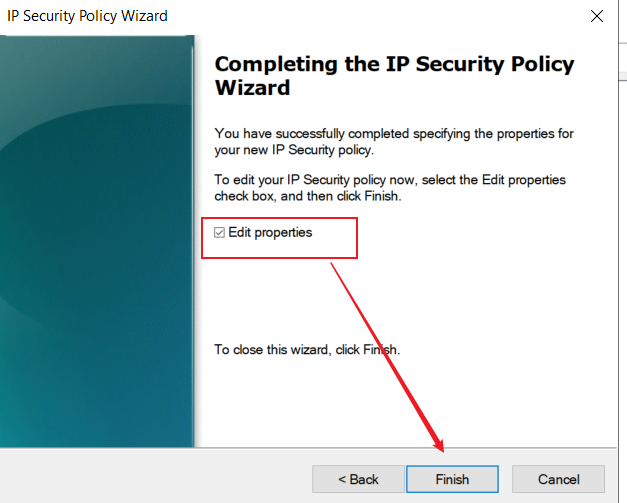 IP Security Policy Wizard
Completing the IP Security Policy
Wizard
You have successfully completed specifying the properties for
your new IP Security policy.
To edit your IP Security policy now, select the Edit properties
check box, and then click Finish.
Edit properties
To close this wizard, click Finish.
< Back
Finish
Cancel